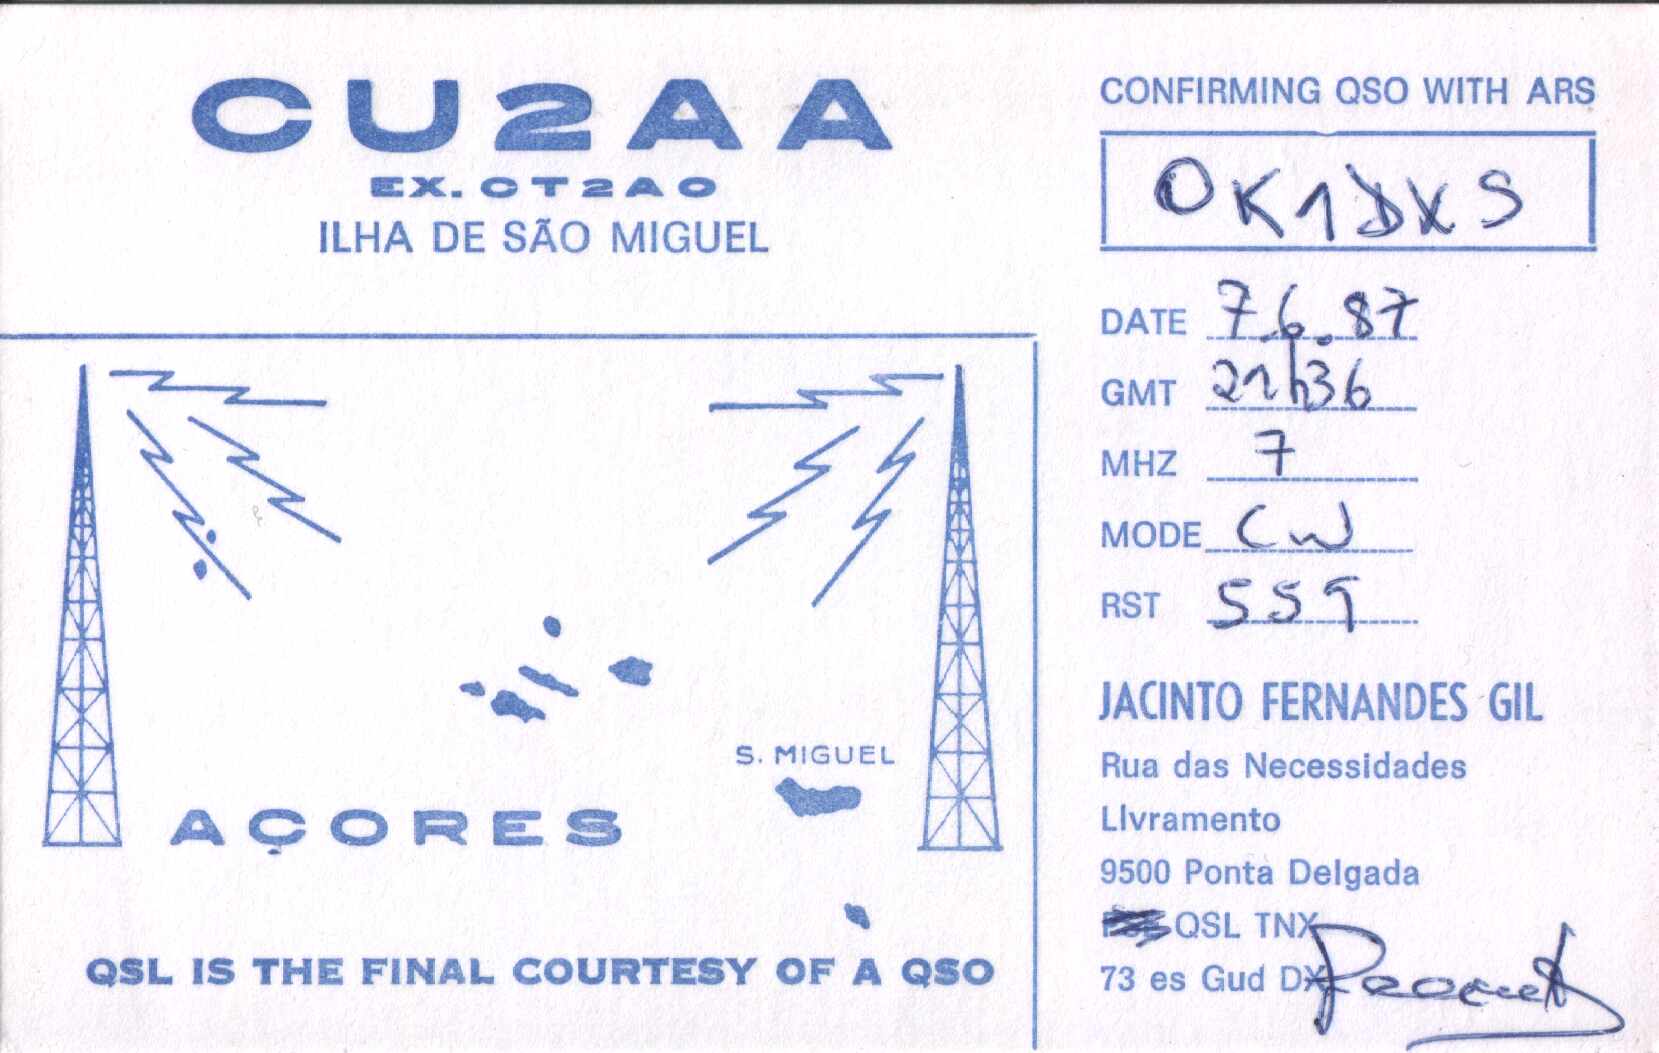 CU2AA
EX. CT2AO
ILHA DE SÃO MIGUEL
S. MIGUEL
AÇORES
QSL IS THE FINAL COURTESY OF A QSO
CONFIRMING QSO WITH ARS
OK1DXS
DATE 7.6.87
GMT 21h36
MHZ 7
MODE CW
RST 559
JACINTO FERNANDES GIL
Rua das Necessidades
LIvramento
9500 Ponta Delgada
QSL TNX
73 es Gud DX